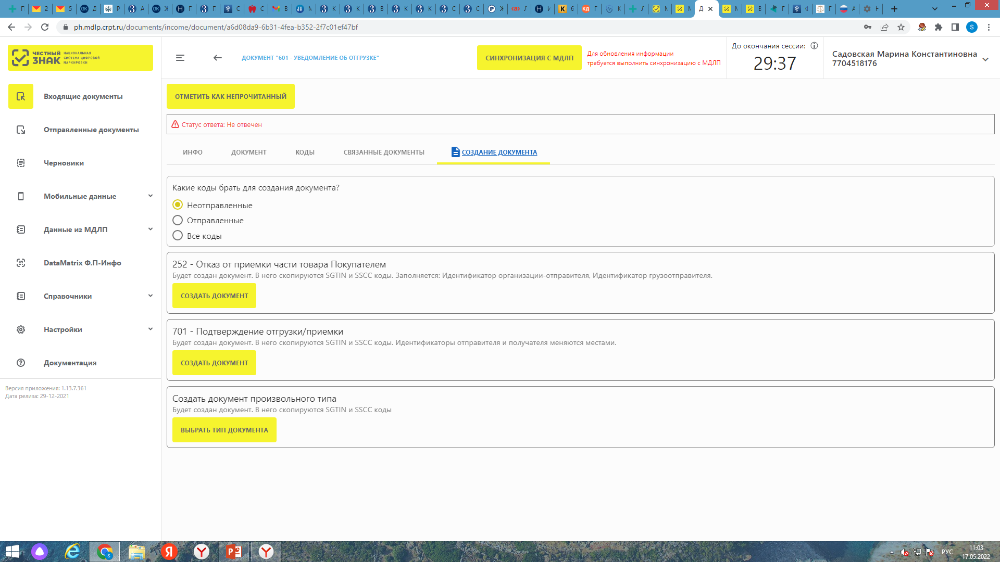 ph.mdlp.crpt.ru/documents/income/document/a6d08da9-6b31-4fea-b352-2f7c01ef47bf
ЧЕСТНЫЙ ЗНАК
НАЦИОНАЛЬНАЯ СИСТЕМА ЦИФРОВОЙ МАРКИРОВКИ
ДОКУМЕНТ "601 - УВЕДОМЛЕНИЕ ОБ ОТГРУЗКЕ"
СИНХРОНИЗАЦИЯ С МДЛП
Для обновления информации
требуется выполнить синхронизацию с МДЛП
До окончания сессии:
29:37
Садовская Марина Константиновна
7704518176
Входящие документы
Отправленные документы
Черновики
Мобильные данные
Данные из МДЛП
DataMatrix Ф.П-Инфо
Справочники
Настройки
Документация
Версия приложения: 1.13.7.361
Дата релиза: 29-12-2021
ОТМЕТИТЬ КАК НЕПРОЧИТАННЫЙ
Статус ответа: Не отвечен
ИНФО
ДОКУМЕНТ
КОДЫ
СВЯЗАННЫЕ ДОКУМЕНТЫ
СОЗДАНИЕ ДОКУМЕНТА
Какие коды брать для создания документа?
Неотправленные
Отправленные
Все коды
252 - Отказ от приемки части товара Покупателем
Будет создан документ. В него скопируются SGTIN и SSCC коды. Заполняется: Идентификатор организации-отправителя, Идентификатор грузоотправителя.
СОЗДАТЬ ДОКУМЕНТ
701 - Подтверждение отгрузки/приемки
Будет создан документ. В него скопируются SGTIN и SSCC коды. Идентификаторы отправителя и получателя меняются местами.
СОЗДАТЬ ДОКУМЕНТ
Создать документ произвольного типа
Будет создан документ. В него скопируются SGTIN и SSCC коды
ВЫБРАТЬ ТИП ДОКУМЕНТА
РУС
11:03
17.05.2022